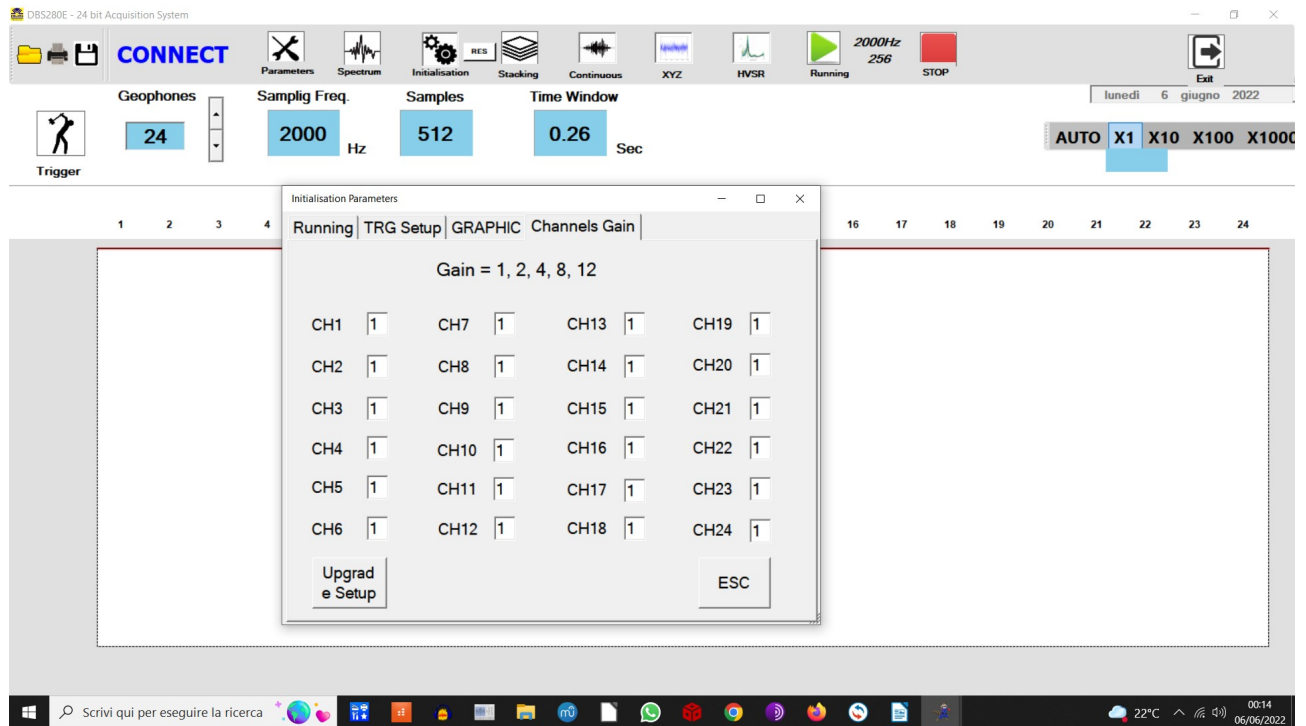 DBS280E - 24 bit Acquisition System
CONNECT
Parameters
Spectrum
Initialisation
RES
Stacking
Continuous
XYZ
HVSR
Running
2000Hz
256
STOP
Exit
Geophones
Samplig Freq.
Samples
Time Window
lunedì 6 giugno 2022
24
2000
Hz
512
0.26
Sec
AUTO X1 X10 X100 X1000
Trigger
Initialisation Parameters
1 2 3 4
Running TRG Setup GRAPHIC Channels Gain
16 17 18 19 20 21 22 23 24
Gain = 1, 2, 4, 8, 12
CH1 1 CH7 1 CH13 1 CH19 1
CH2 1 CH8 1 CH14 1 CH20 1
CH3 1 CH9 1 CH15 1 CH21 1
CH4 1 CH10 1 CH16 1 CH22 1
CH5 1 CH11 1 CH17 1 CH23 1
CH6 1 CH12 1 CH18 1 CH24 1
Upgrad
e Setup
ESC
Scrivi qui per eseguire la ricerca
22°C
00:14
06/06/2022